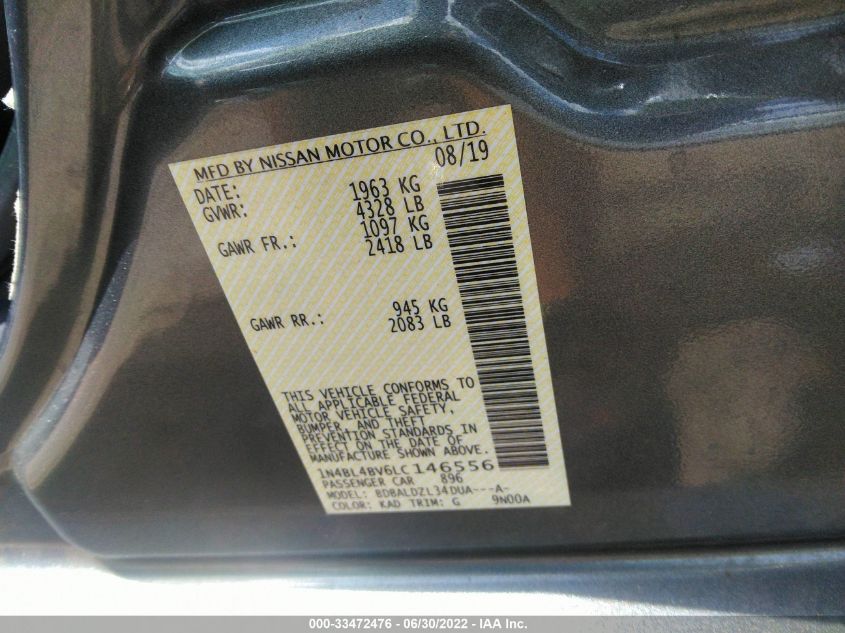 MFD BY NISSAN MOTOR CO., LTD.
DATE: 08/19
GVWR: 1963 KG
4328 LB
GAWR FR.: 1097 KG
2418 LB
GAWR RR.: 945 KG
2083 LB
THIS VEHICLE CONFORMS TO
ALL APPLICABLE FEDERAL
MOTOR VEHICLE SAFETY,
BUMPER, AND THEFT
PREVENTION STANDARDS IN
EFFECT ON THE DATE OF
MANUFACTURE SHOWN ABOVE.
1N4BL4BV6LC146556
PASSENGER CAR 896
MODEL: BDBALDZL34DUA---A-
COLOR: KAD TRIM: G 9N00A
000-33472476 - 06/30/2022 - IAA Inc.